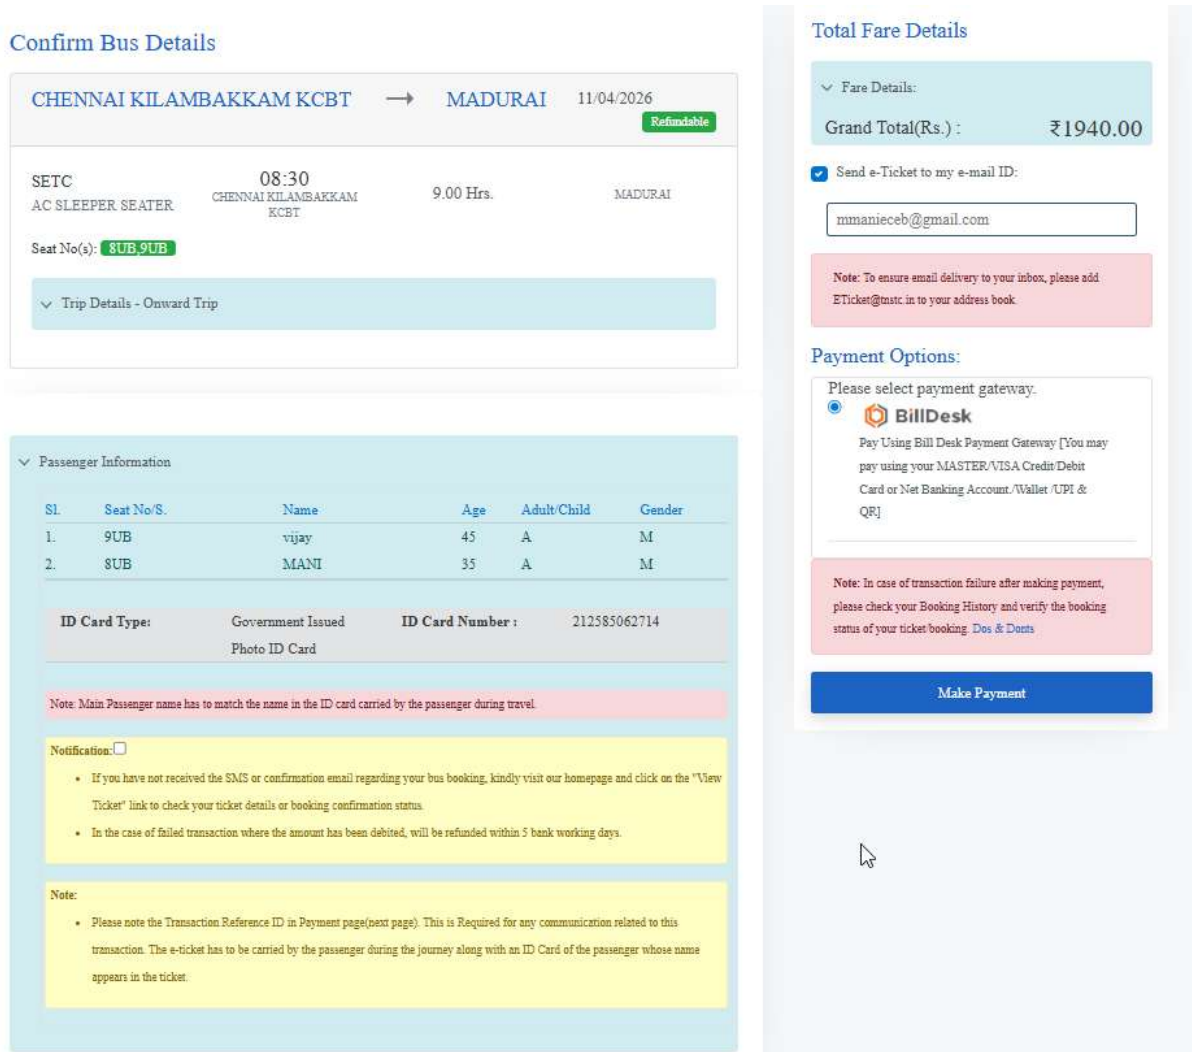 Confirm Bus Details
CHENNAI KILAMBAKKAM KCBT → MADURAI 11/04/2026
Refundable
SETC
AC SLEEPER SEATER
08:30
CHENNAI KILAMBAKKAM
KCBT
9.00 Hrs.
MADURAI
Seat No(s): 8UB,9UB
Trip Details - Onward Trip
Passenger Information
Sl. Seat No/S. Name Age Adult/Child Gender
1. 9UB vijay 45 A M
2. 8UB MANI 35 A M
ID Card Type: Government Issued ID Card Number : 212585062714
Photo ID Card
Note: Main Passenger name has to match the name in the ID card carried by the passenger during travel.
Notification:
• If you have not received the SMS or confirmation email regarding your bus booking, kindly visit our homepage and click on the "View
Ticket" link to check your ticket details or booking confirmation status.
• In the case of failed transaction where the amount has been debited, will be refunded within 5 bank working days.
Note:
• Please note the Transaction Reference ID in Payment page(next page). This is Required for any communication related to this
transaction. The e-ticket has to be carried by the passenger during the journey along with an ID Card of the passenger whose name
appears in the ticket.
Total Fare Details
Fare Details:
Grand Total(Rs.) : ₹1940.00
Send e-Ticket to my e-mail ID:
mmanieceb@gmail.com
Note: To ensure email delivery to your inbox, please add
ETicket@tnstc.in to your address book.
Payment Options:
Please select payment gateway.
BillDesk
Pay Using Bill Desk Payment Gateway [You may
pay using your MASTER/VISA Credit/Debit
Card or Net Banking Account./Wallet /UPI &
QR]
Note: In case of transaction failure after making payment,
please check your Booking History and verify the booking
status of your ticket/booking. Dos & Donts
Make Payment